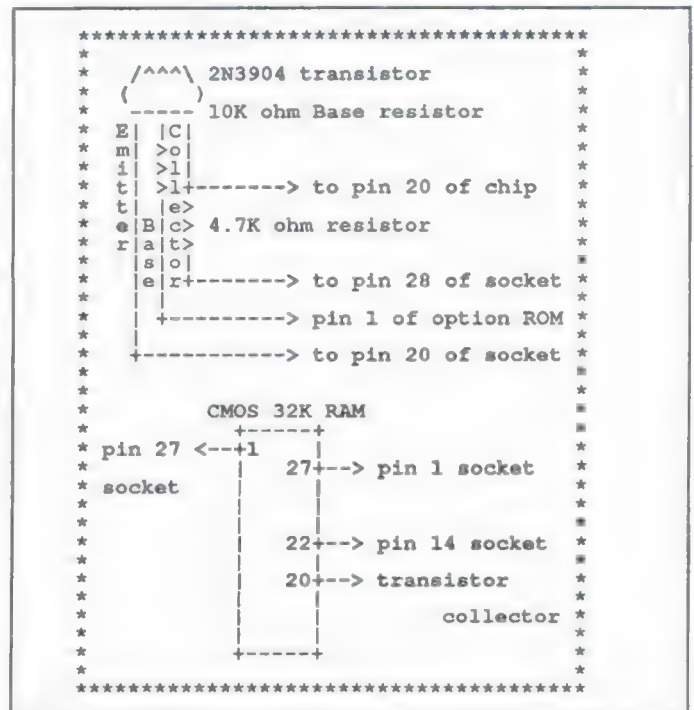 ***************************************
*                                     *
*   /^^^\ 2N3904 transistor           *
*  (     )                            *
*   ----- 10K ohm Base resistor       *
*  E|  |C|                            *
*  m|  >o|                            *
*  i|  >l|                            *
*  t|  >l+--------> to pin 20 of chip *
*  t|  |e>                            *
*  e|B|c> 4.7K ohm resistor           *
*  r|a|t>                             *
*   |s|o|                             *
*   |e|r+---------> to pin 28 of socket *
*   | |                               *
*   | +----------> pin 1 of option ROM *
*   |                                 *
*   +------------> to pin 20 of socket *
*                                     *
*         CMOS 32K RAM                *
*           +------+                  *
* pin 27 <--+1     |                  *
*           |    27+--> pin 1 socket  *
* socket    |      |                  *
*           |      |                  *
*           |    22+--> pin 14 socket *
*           |      |                  *
*           |    20+--> transistor    *
*           |      |                  *
*           |      |        collector *
*           |      |                  *
*           +------+                  *
*                                     *
***************************************